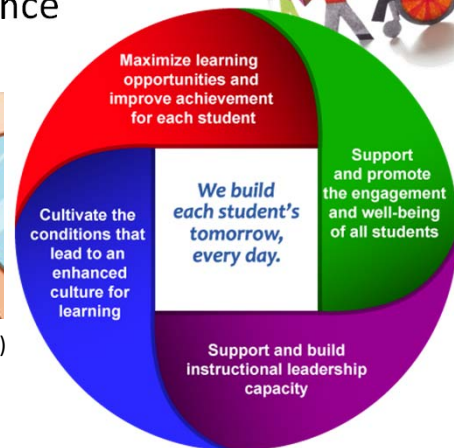 Maximize learning
opportunities and
improve achievement
for each student
Support
and promote
the engagement
and well-being
of all students
We build
each student's
tomorrow,
every day.
Cultivate the
conditions that
lead to an
enhanced
culture for
learning
)
Support and build
instructional leadership
capacity